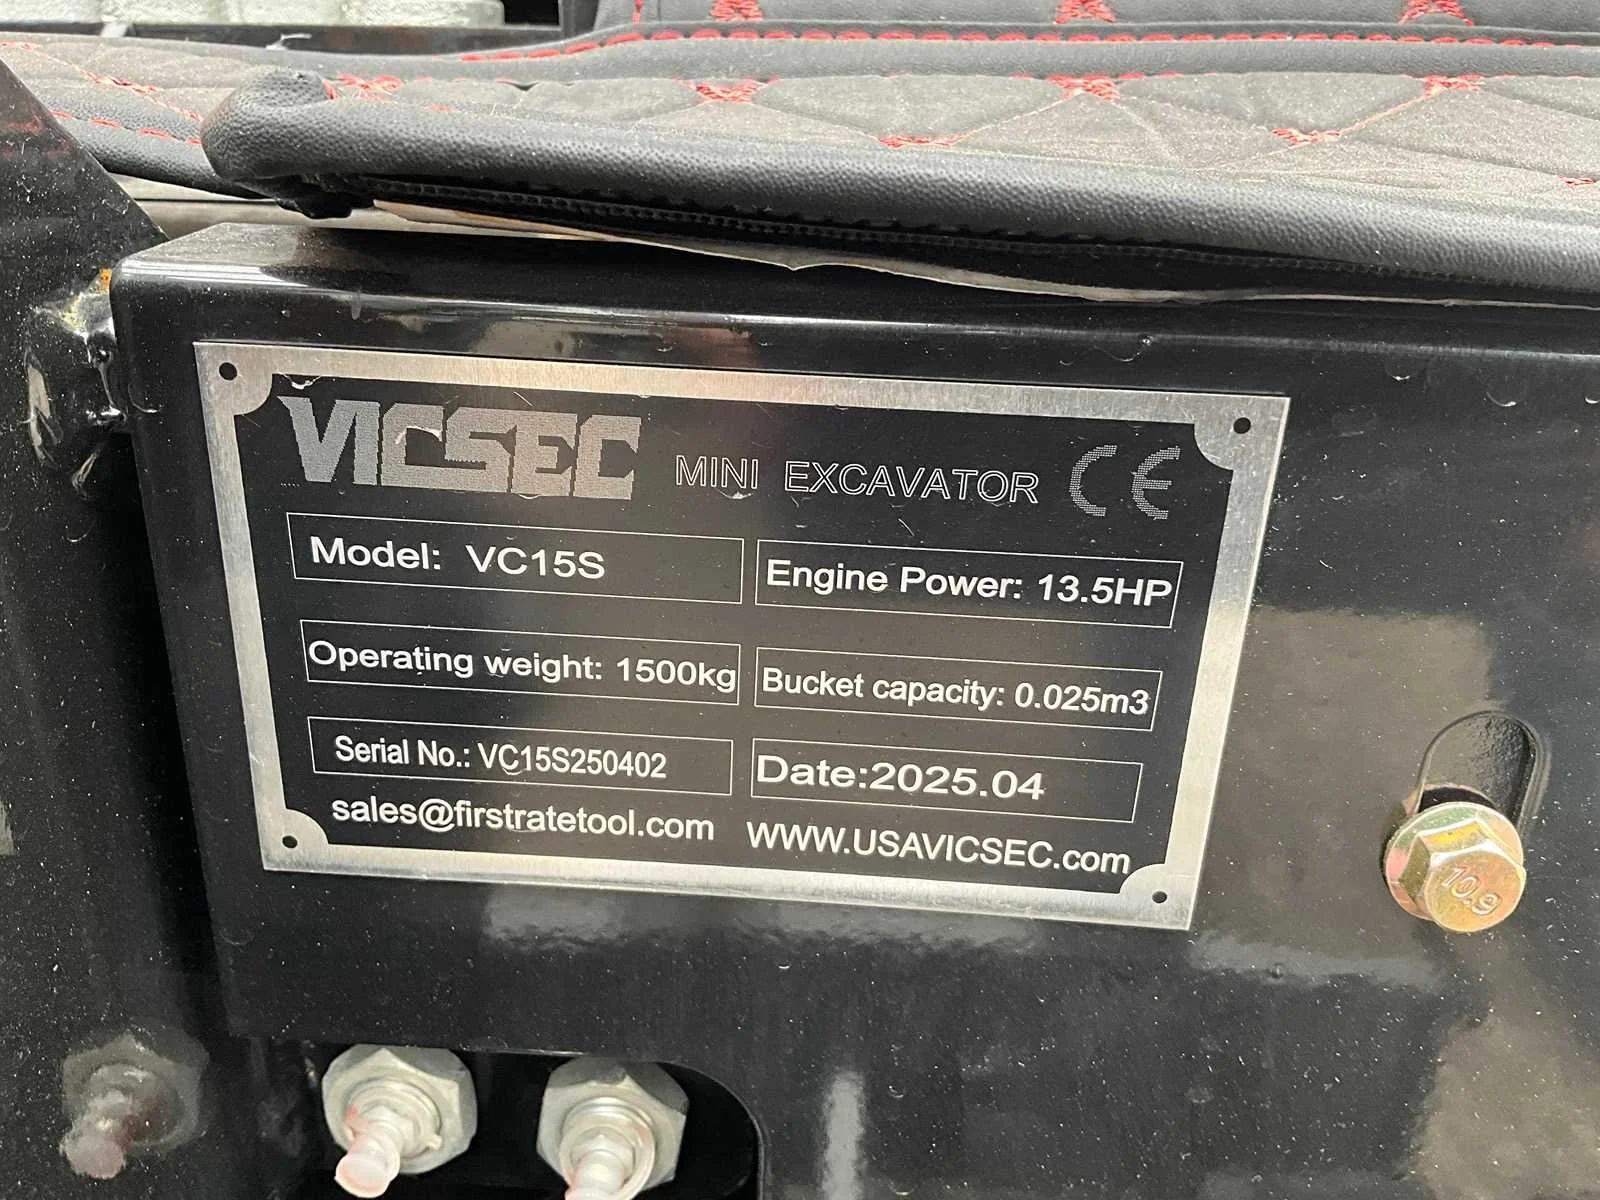 VICSEC MINI EXCAVATOR CE
Model: VC15S
Engine Power: 13.5HP
Operating weight: 1500kg
Bucket capacity: 0.025m3
Serial No.: VC15S250402
Date:2025.04
sales@firstratetool.com WWW.USAVICSEC.com
10.9